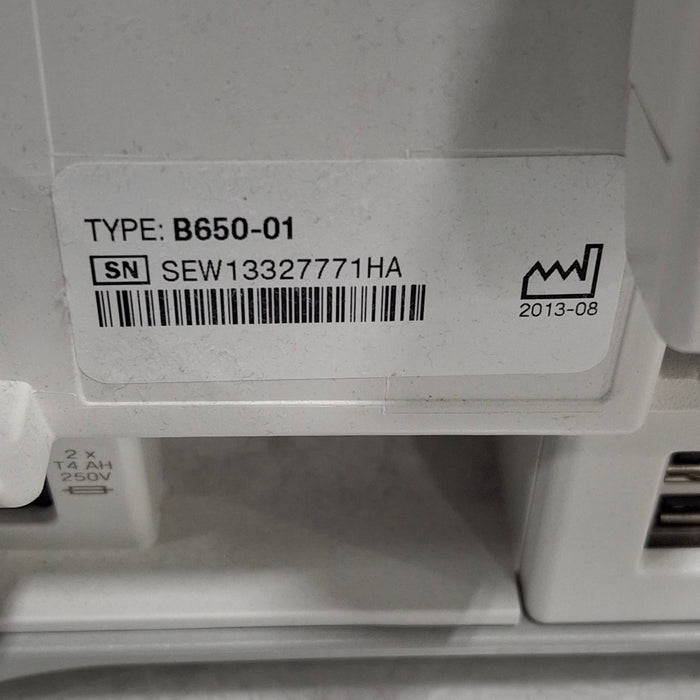 TYPE: B650-01
SN SEW13327771HA
2013-08
2 x
T4 AH
250V